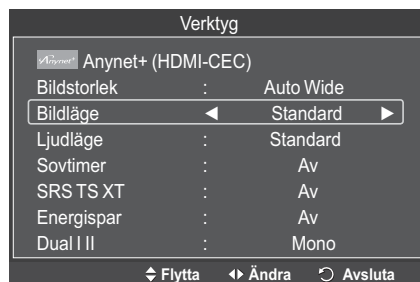 Verktyg
Anynet+ Anynet+ (HDMI-CEC)
Bildstorlek : Auto Wide
Bildläge ◀ Standard ▶
Ljudläge : Standard
Sovtimer : Av
SRS TS XT : Av
Energispar : Av
Dual I II : Mono
Flytta Ändra Avsluta